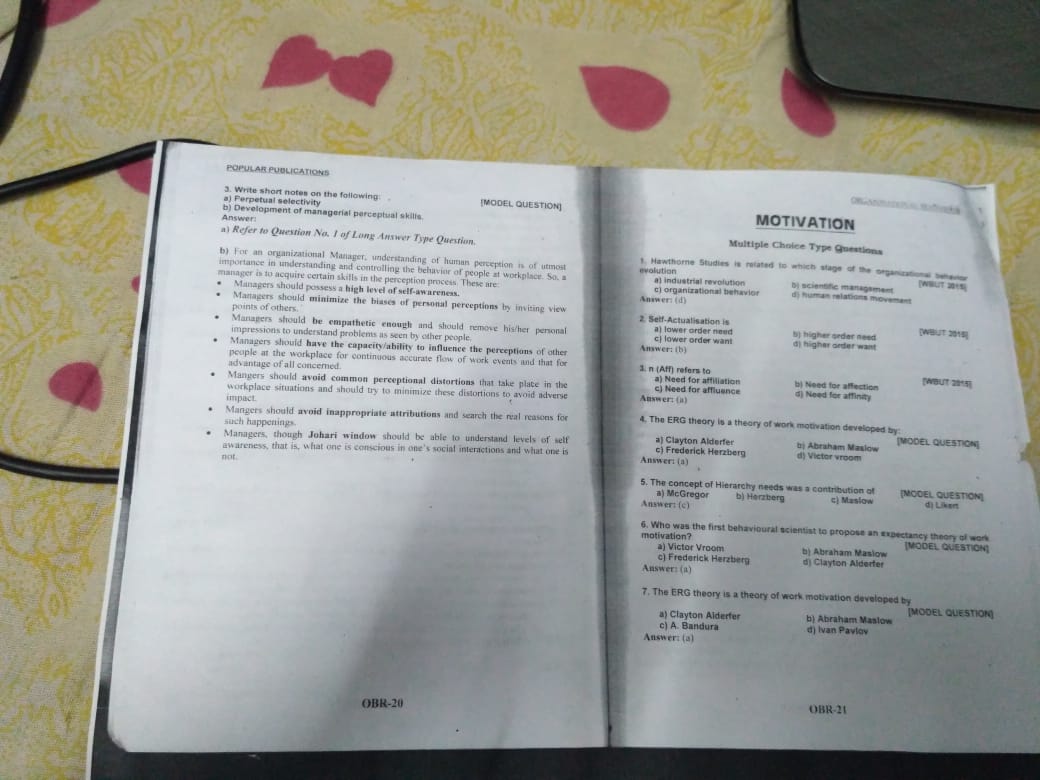 POPULAR PUBLICATIONS
3. Write short notes on the following:
a) Perpetual selectivity
b) Development of managerial perceptual skills.
[MODEL QUESTION]
Answer:
a) Refer to Question No. 1 of Long Answer Type Question.
b) For an organizational Manager, understanding of human perception is of utmost
importance in understanding and controlling the behavior of people at workplace. So, a
manager is to acquire certain skills in the perception process. These are:
• Managers should possess a high level of self-awareness.
• Managers should minimize the biases of personal perceptions by inviting view
points of others.
• Managers should be empathetic enough and should remove his/her personal
impressions to understand problems as seen by other people.
• Managers should have the capacity/ability to influence the perceptions of other
people at the workplace for continuous accurate flow of work events and that for
advantage of all concerned.
• Mangers should avoid common perceptional distortions that take place in the
workplace situations and should try to minimize these distortions to avoid adverse
impact.
• Mangers should avoid inappropriate attributions and search the real reasons for
such happenings.
• Managers, though Johari window should be able to understand levels of self
awareness, that is, what one is conscious in one's social interactions and what one is
not.
OBR-20
MOTIVATION
Multiple Choice Type Questions
1. Hawthorne Studies is related to which stage of the organizational behavior
evolution [WBUT 2015]
a) industrial revolution b) scientific management
c) organizational behavior d) human relations movement
Answer: (d)
2. Self-Actualisation is [WBUT 2015]
a) lower order need b) higher order need
c) lower order want d) higher order want
Answer: (b)
3. n (Aff) refers to [WBUT 2015]
a) Need for affiliation b) Need for affection
c) Need for affluence d) Need for affinity
Answer: (a)
4. The ERG theory is a theory of work motivation developed by:
[MODEL QUESTION]
a) Clayton Alderfer b) Abraham Maslow
c) Frederick Herzberg d) Victor vroom
Answer: (a)
5. The concept of Hierarchy needs was a contribution of [MODEL QUESTION]
a) McGregor b) Herzberg c) Maslow d) Likert
Answer: (c)
6. Who was the first behavioural scientist to propose an expectancy theory of work
motivation? [MODEL QUESTION]
a) Victor Vroom b) Abraham Maslow
c) Frederick Herzberg d) Clayton Alderfer
Answer: (a)
7. The ERG theory is a theory of work motivation developed by
[MODEL QUESTION]
a) Clayton Alderfer b) Abraham Maslow
c) A. Bandura d) Ivan Pavlov
Answer: (a)
OBR-21